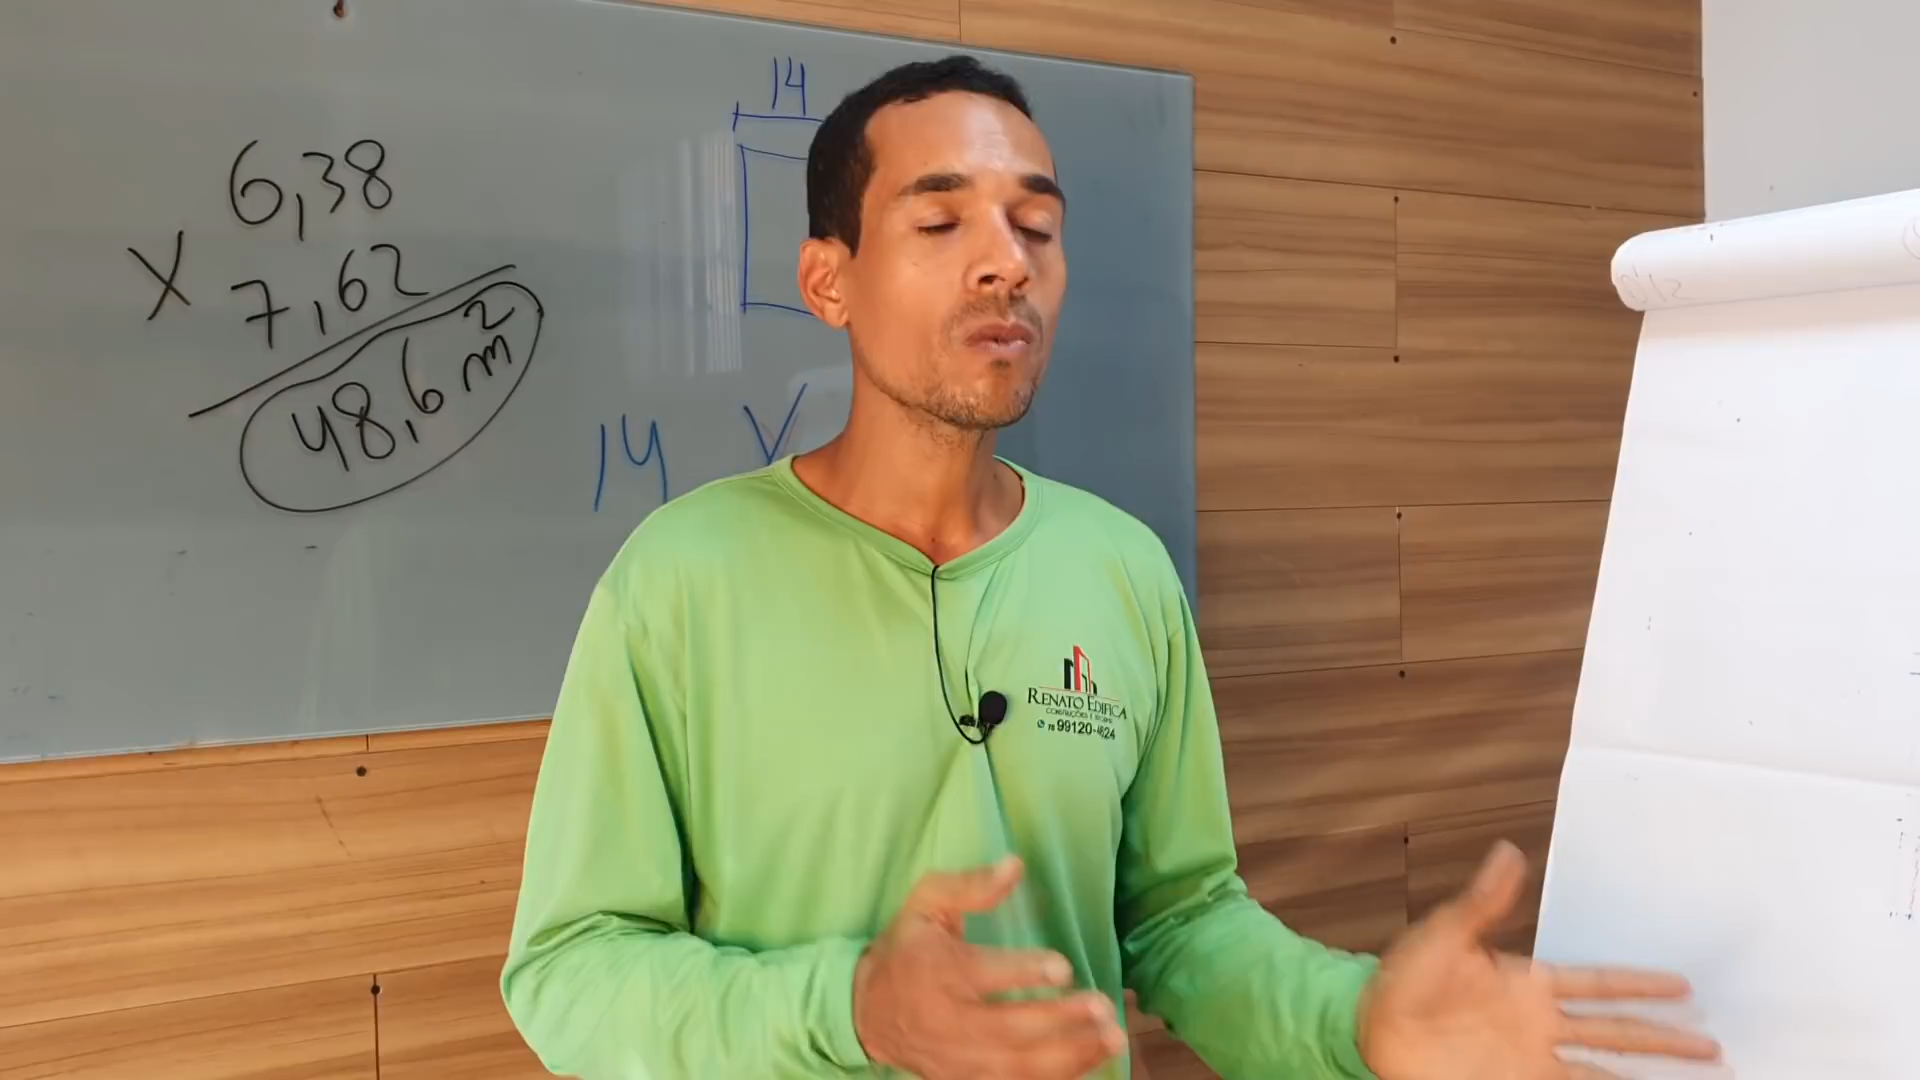 6,38
X 7,62
48,6 m²
14
14 X
RENATO EDIFICA
99120-4624